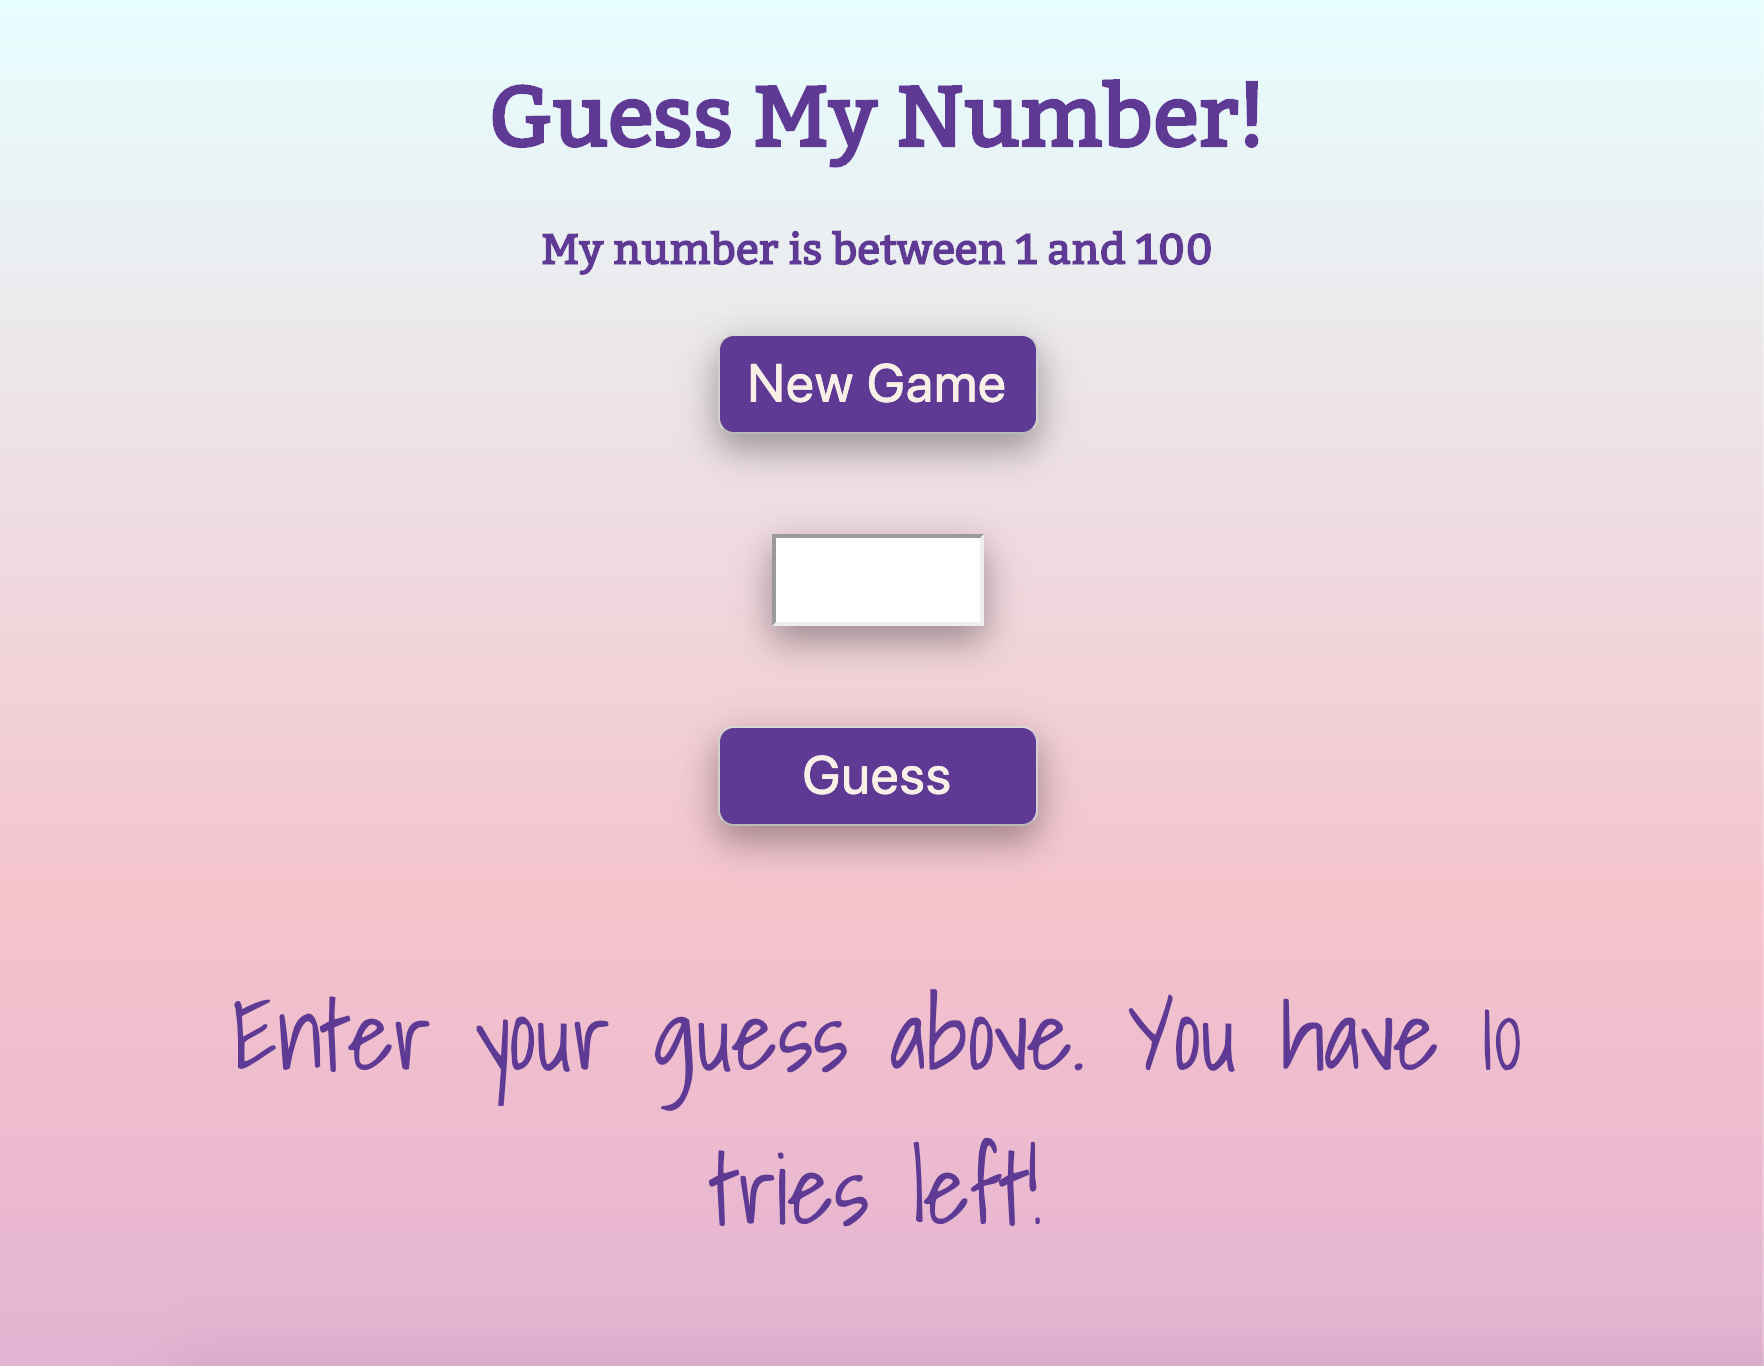 Guess My Number!
My number is between 1 and 100
New Game
Guess
Enter your guess above. You have 10
tries left!